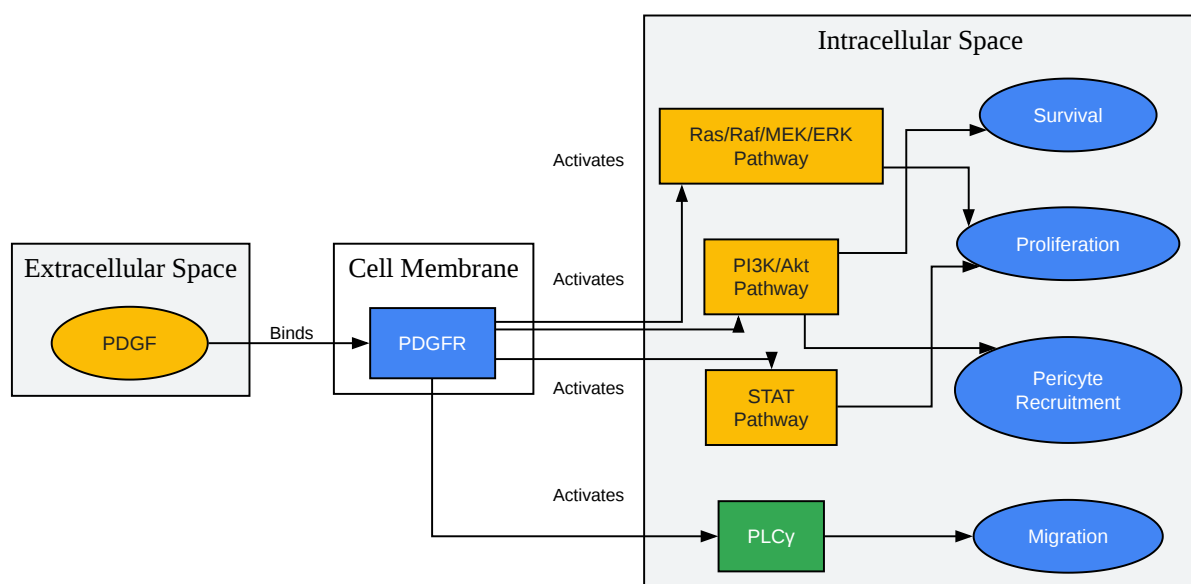 Intracellular Space
Survival
Ras/Raf/MEK/ERK
Pathway
Activates
Extracellular Space
Cell Membrane
Proliferation
PI3K/Akt
Pathway
Activates
PDGF
Binds
PDGFR
Activates
STAT
Pathway
Pericyte
Recruitment
Activates
PLCγ
Migration